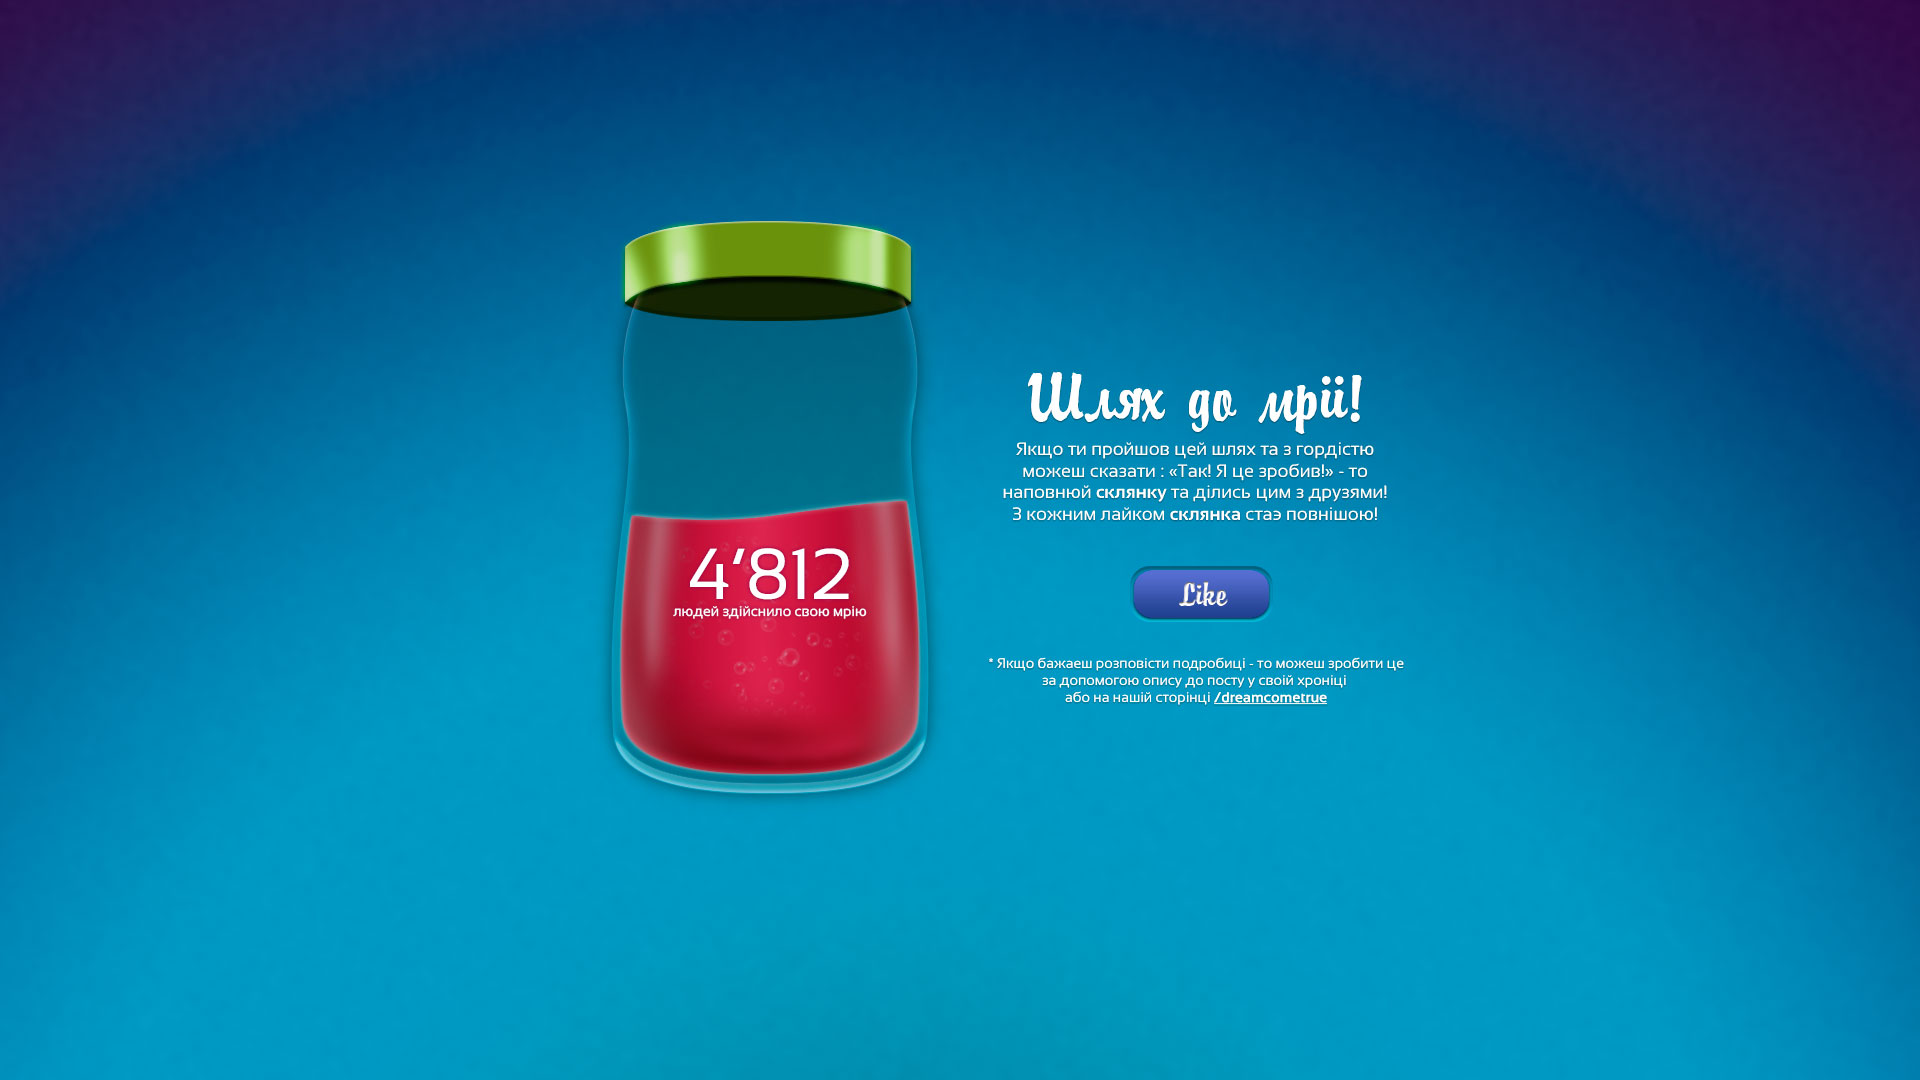 4‘812
людей здійснило свою мрію
Шлях до мрії!
Якщо ти пройшов цей шлях та з гордістю
можеш сказати : «Так! Я це зробив!» - то
наповнюй склянку та ділись цим з друзями!
З кожним лайком склянка стаэ повнішою!
Like
* Якщо бажаеш розповісти подробиці - то можеш зробити це
за допомогою опису до посту у своїй хроніці
або на нашій сторінці /dreamcometrue